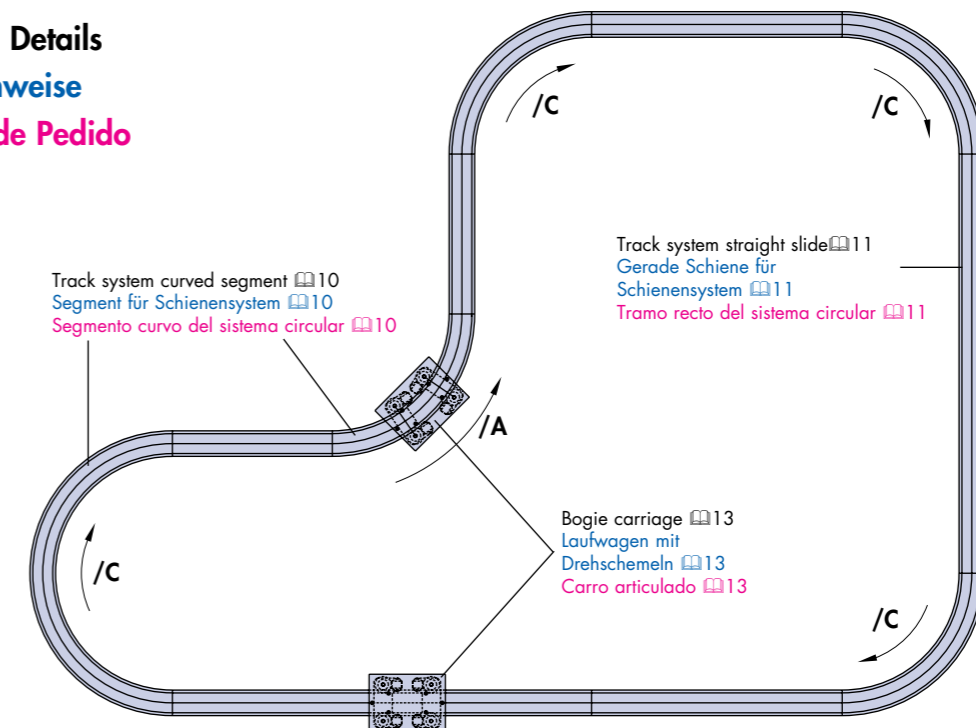 Details
weise
de Pedido
/C
/C
Track system straight slide 11
Gerade Schiene für
Schienensystem 11
Tramo recto del sistema circular 11
Track system curved segment 10
Segment für Schienensystem 10
Segmento curvo del sistema circular 10
/A
Bogie carriage 13
Laufwagen mit
Drehschemeln 13
Carro articulado 13
/C
/C